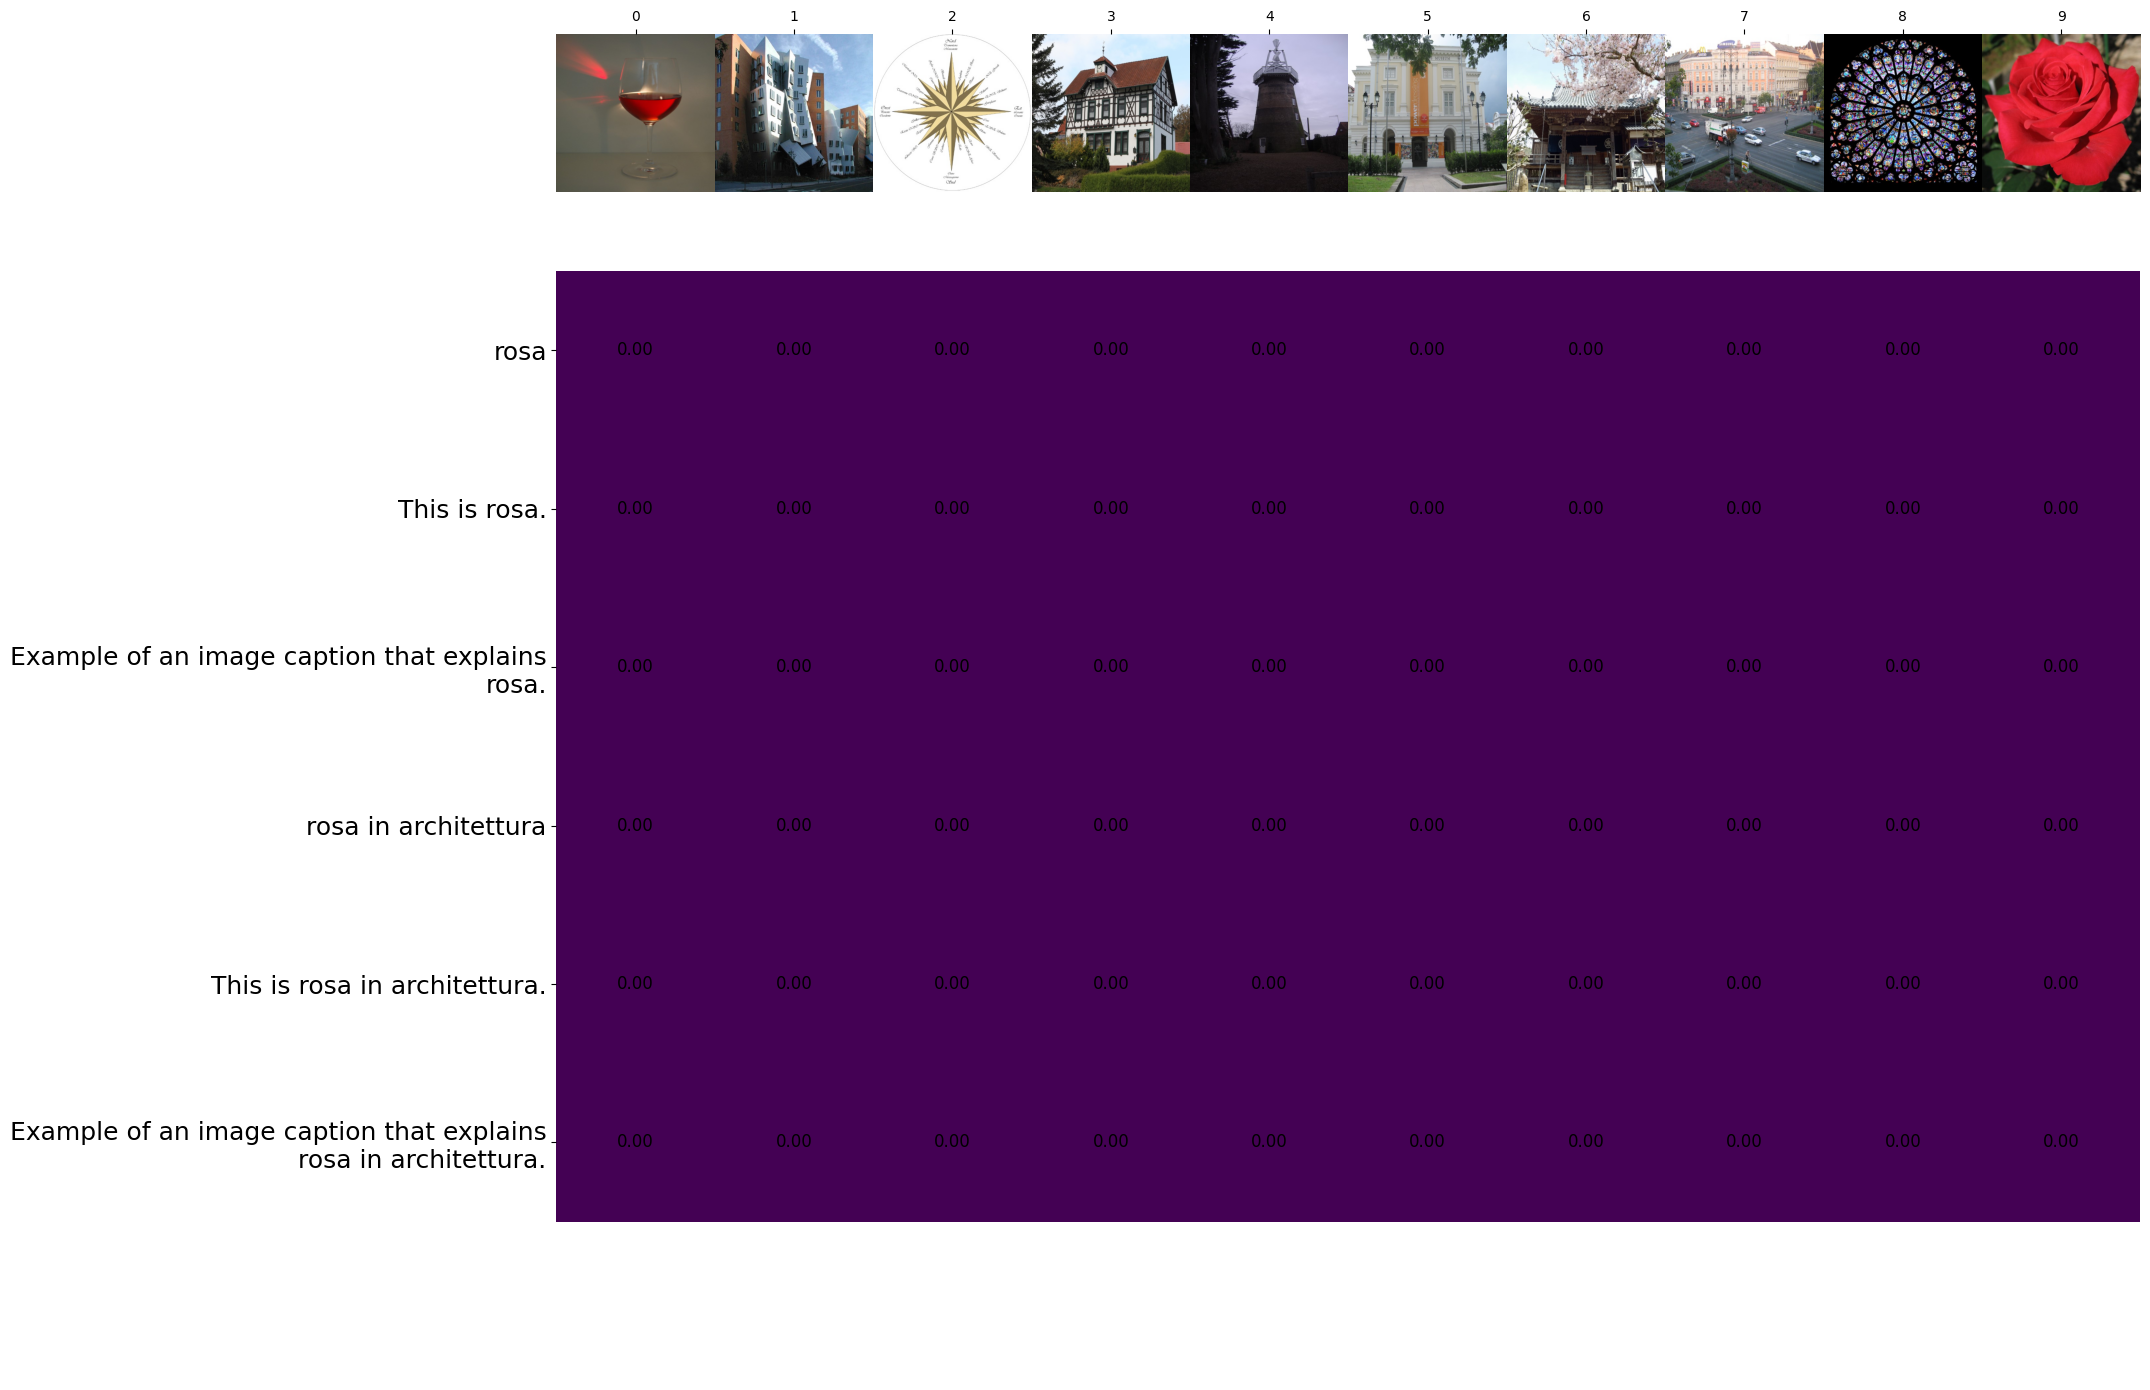 0 1 2 3 4 5 6 7 8 9
rosa 0.00 0.00 0.00 0.00 0.00 0.00 0.00 0.00 0.00 0.00
This is rosa. 0.00 0.00 0.00 0.00 0.00 0.00 0.00 0.00 0.00 0.00
Example of an image caption that explains
rosa. 0.00 0.00 0.00 0.00 0.00 0.00 0.00 0.00 0.00 0.00
rosa in architettura 0.00 0.00 0.00 0.00 0.00 0.00 0.00 0.00 0.00 0.00
This is rosa in architettura. 0.00 0.00 0.00 0.00 0.00 0.00 0.00 0.00 0.00 0.00
Example of an image caption that explains
rosa in architettura. 0.00 0.00 0.00 0.00 0.00 0.00 0.00 0.00 0.00 0.00